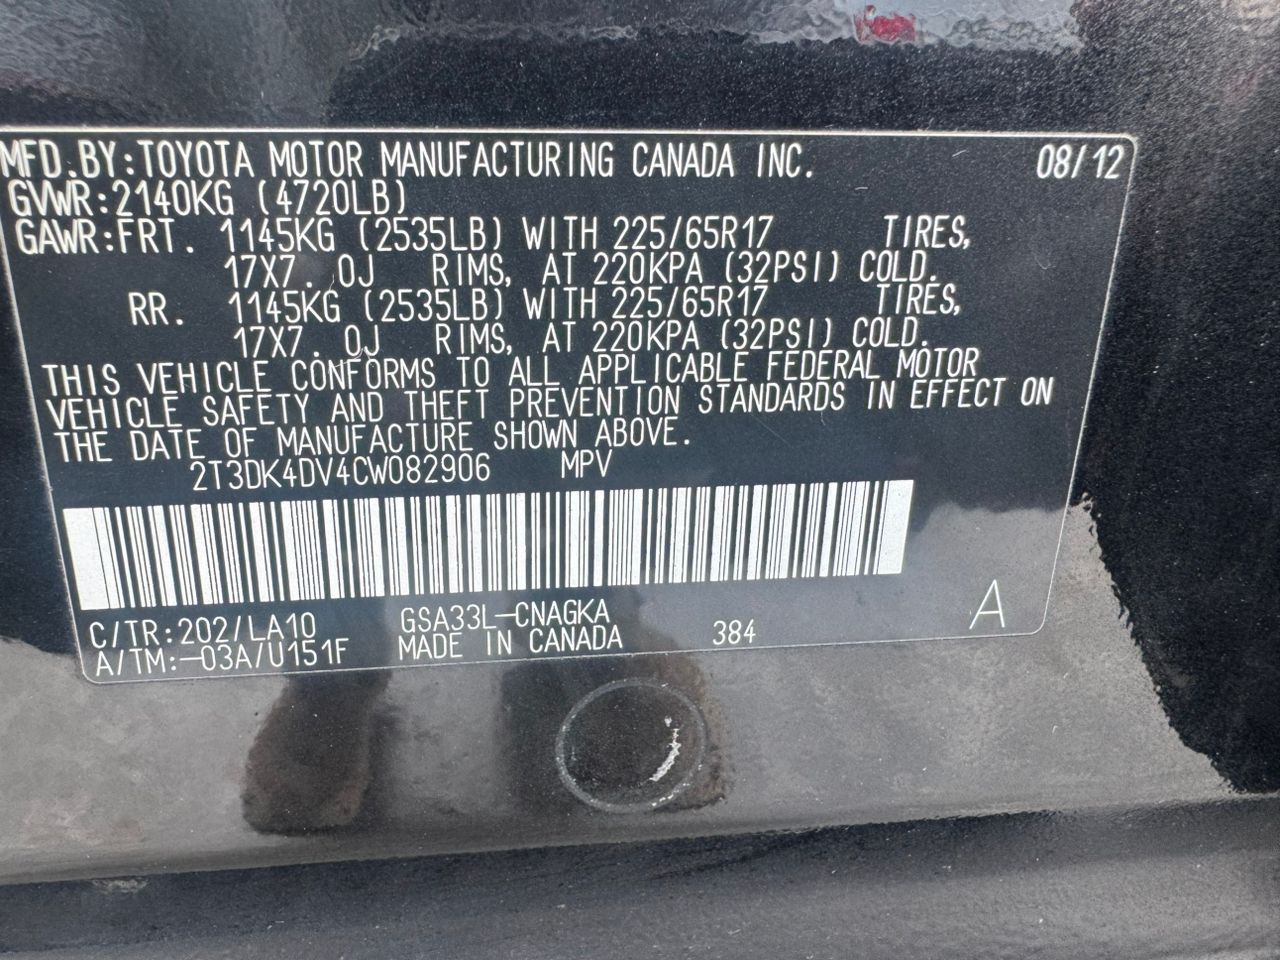 MFD.BY:TOYOTA MOTOR MANUFACTURING CANADA INC. 08/12
GVWR:2140KG (4720LB)
GAWR:FRT. 1145KG (2535LB) WITH 225/65R17 TIRES,
17X7.0J RIMS, AT 220KPA (32PSI) COLD.
RR. 1145KG (2535LB) WITH 225/65R17 TIRES,
17X7.0J RIMS, AT 220KPA (32PSI) COLD.
THIS VEHICLE CONFORMS TO ALL APPLICABLE FEDERAL MOTOR
VEHICLE SAFETY AND THEFT PREVENTION STANDARDS IN EFFECT ON
THE DATE OF MANUFACTURE SHOWN ABOVE.
2T3DK4DV4CW082906 MPV
C/TR:202/LA10 GSA33L-CNAGKA
A/TM:-03A/U151F MADE IN CANADA 384 A